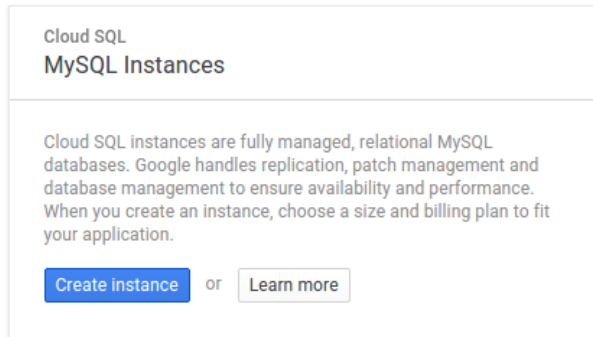 Cloud SQL
MySQL Instances
Cloud SQL instances are fully managed, relational MySQL
databases. Google handles replication, patch management and
database management to ensure availability and performance.
When you create an instance, choose a size and billing plan to fit
your application.
Create instance or Learn more